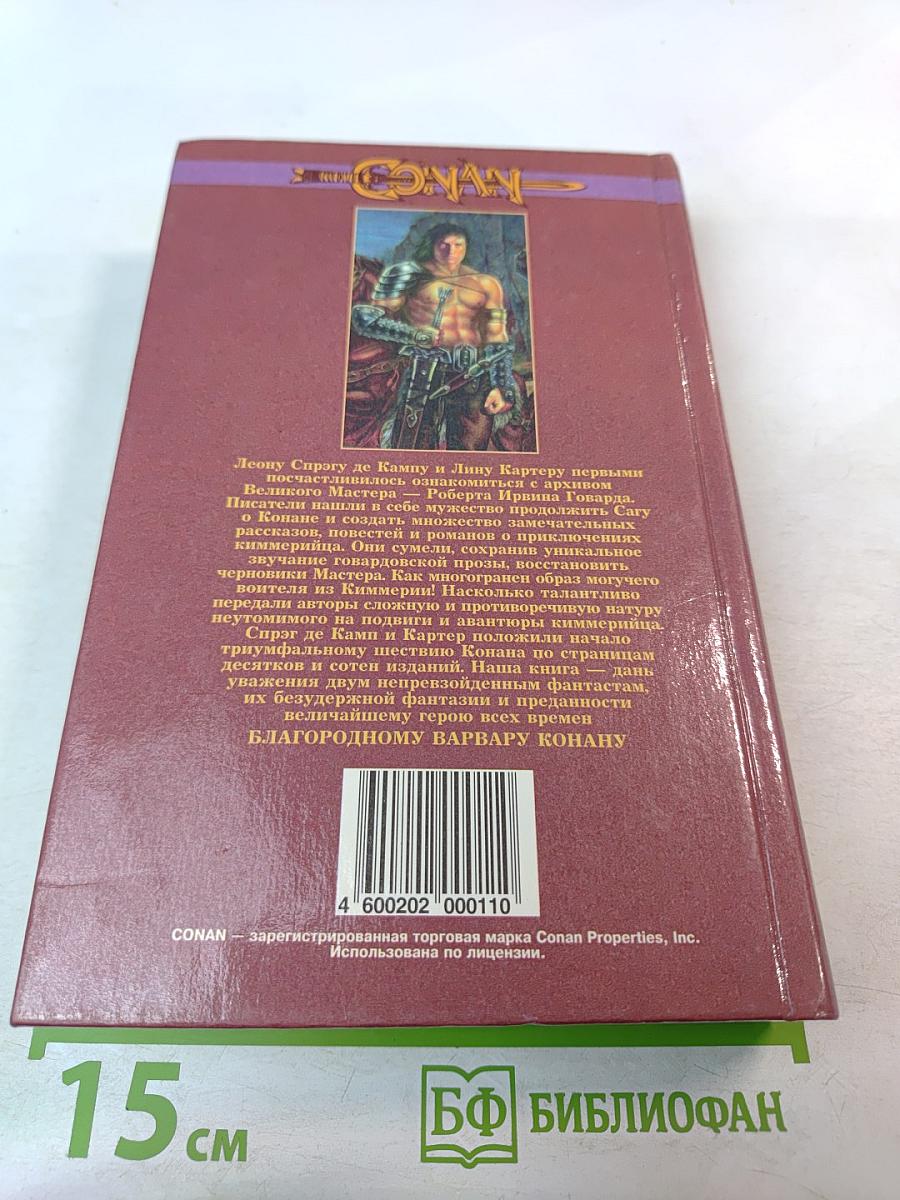 CONAN
Леону Спрэгу де Кампу и Лину Картеру первыми
посчастливилось ознакомиться с архивом
Великого Мастера — Роберта Ирвина Говарда.
Писатели нашли в себе мужество продолжить Сагу
о Конане и создать множество замечательных
рассказов, повестей и романов о приключениях
киммерийца. Они сумели, сохранив уникальное
звучание говардовской прозы, восстановить
черновики Мастера. Как многогранен образ могучего
воителя из Киммерии! Насколько талантливо
передали авторы сложную и противоречивую натуру
неутомимого на подвиги и авантюры киммерийца.
Спрэг де Камп и Картер положили начало
триумфальному шествию Конана по страницам
десятков и сотен изданий. Наша книга — дань
уважения двум непревзойденным фантастам,
их безудержной фантазии и преданности
величайшему герою всех времен
БЛАГОРОДНОМУ ВАРВАРУ КОНАНУ
4 600202 000110
CONAN — зарегистрированная торговая марка Conan Properties, Inc.
Использована по лицензии.
15 см
БФ БИБЛИОФАН